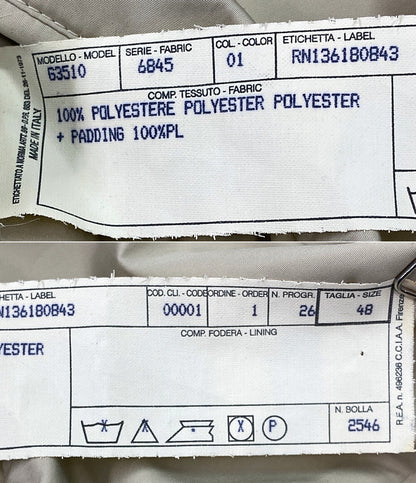 MODELLO - MODEL
63510
SERIE - FABRIC
6845
COL. - COLOR
01
ETICHETTA - LABEL
RN136180843
COMP. TESSUTO - FABRIC
100% POLYESTERE POLYESTER POLYESTER
+ PADDING 100%PL
MADE IN ITALY
ETICHETTA - LABEL
N136180843
COD. CLI. - CODE
00001
ORDINE - ORDER
1
N. PROGR.
26
TAGLIA - SIZE
48
YESTER
COMP. FODERA - LINING
X
X
X
P
N. BOLLA
2546
R.E.A. n. 496236 C.C.I.A.A. Firenze